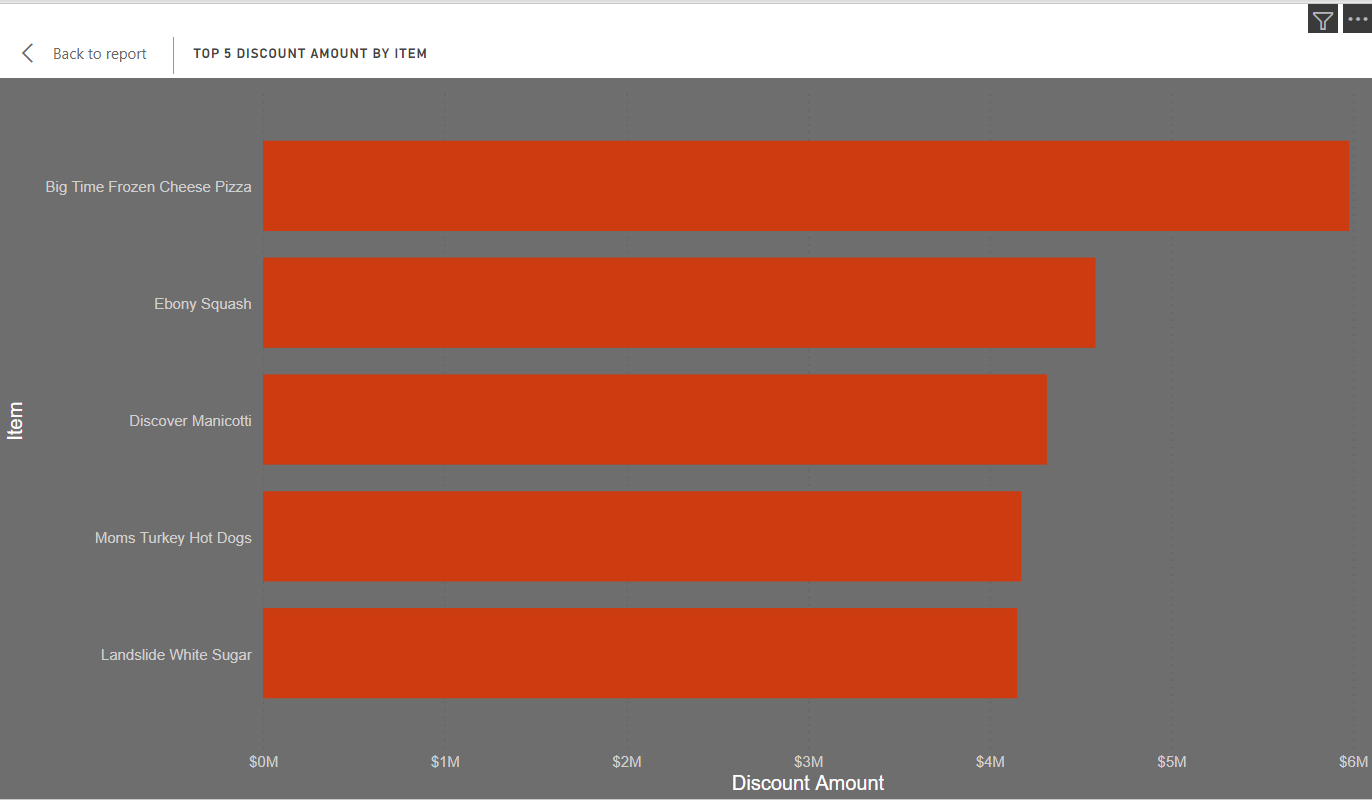 Back to report
TOP 5 DISCOUNT AMOUNT BY ITEM
Item
Big Time Frozen Cheese Pizza
Ebony Squash
Discover Manicotti
Moms Turkey Hot Dogs
Landslide White Sugar
$0M $1M $2M $3M $4M $5M $6M
Discount Amount